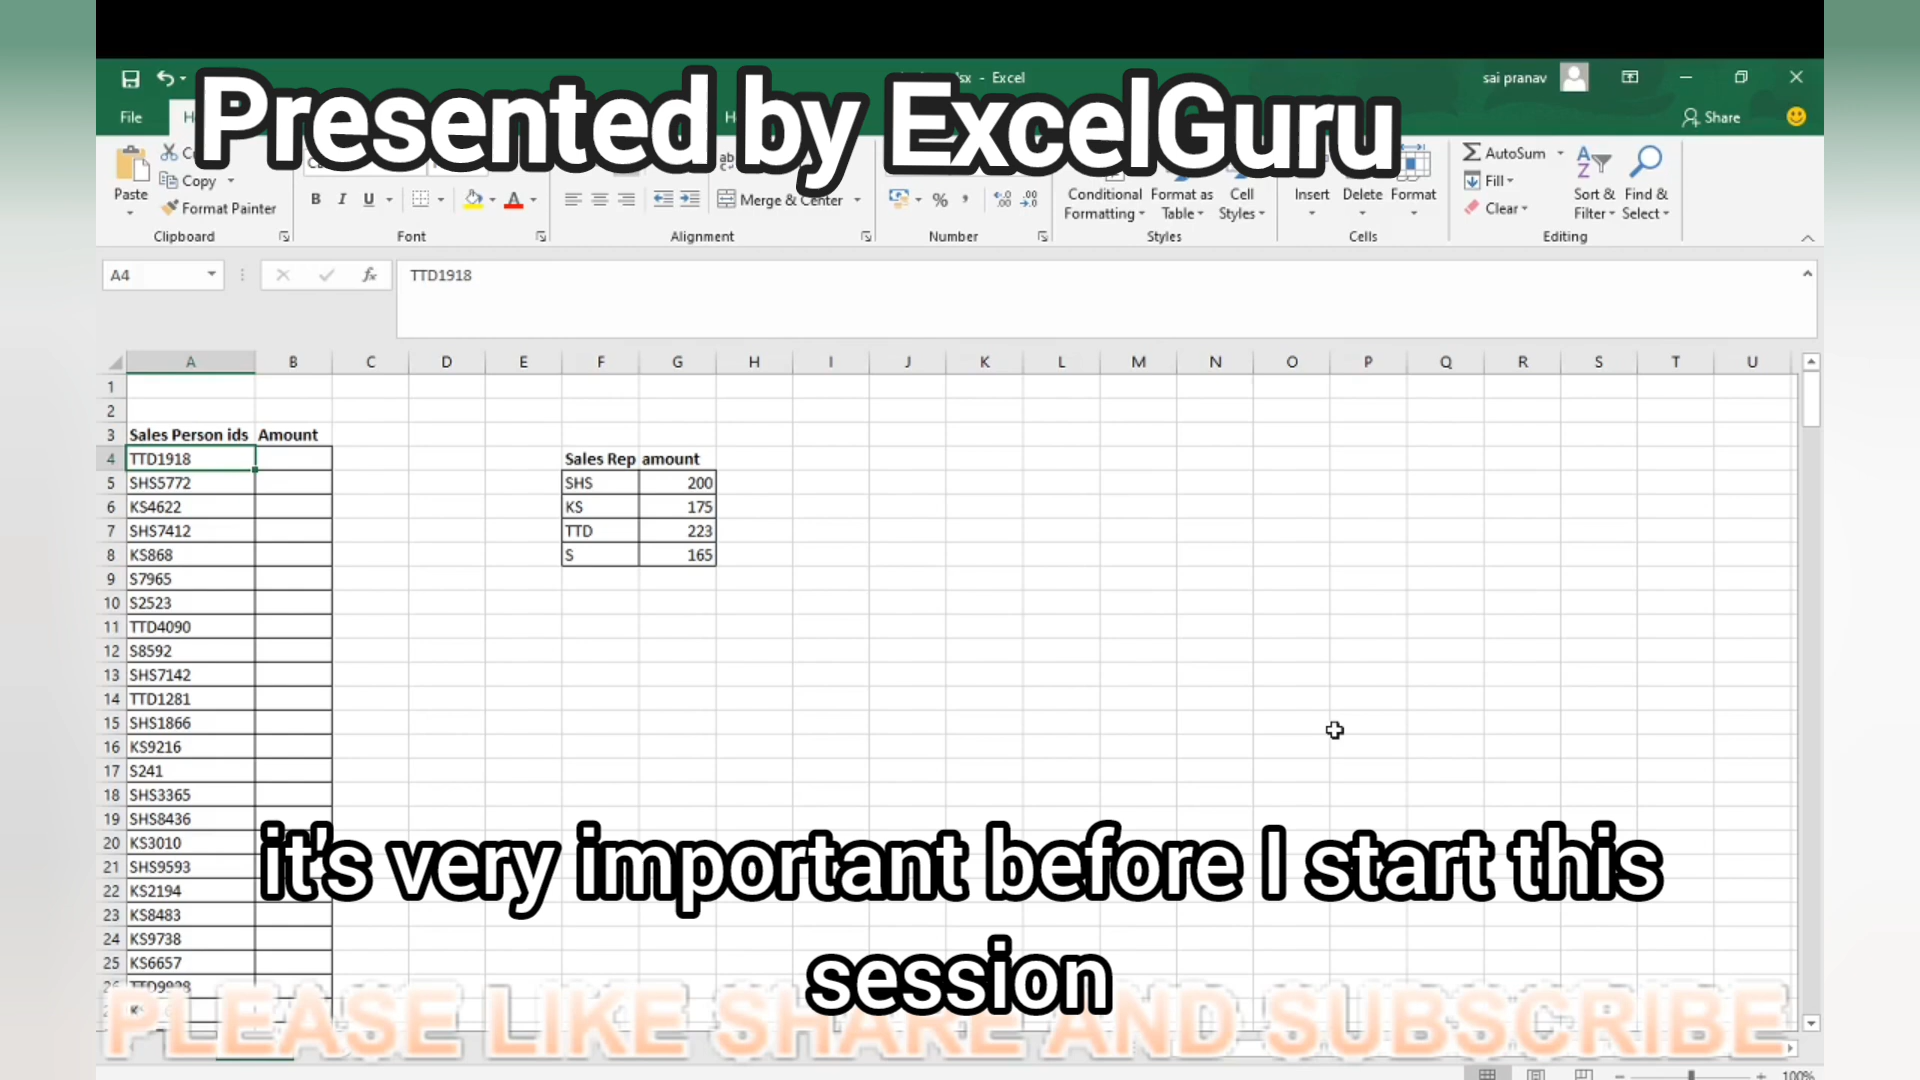 sai pranav
sx - Excel
Presented by ExcelGuru
File
Share
Paste
Copy
Format Painter
B I U
Merge & Center
%
Conditional Formatting
Format as Table
Cell Styles
Insert
Delete
Format
AutoSum
Fill
Clear
Sort & Filter
Find & Select
Clipboard
Font
Alignment
Number
Styles
Cells
Editing
A4
fx
TTD1918
A B C D E F G H I J K L M N O P Q R S T U
1
2
3 Sales Person ids Amount
4 TTD1918 Sales Rep amount
5 SHS5772 SHS 200
6 KS4622 KS 175
7 SHS7412 TTD 223
8 KS868 S 165
9 S7965
10 S2523
11 TTD4090
12 S8592
13 SHS7142
14 TTD1281
15 SHS1866
16 KS9216
17 S241
18 SHS3365
19 SHS8436
20 KS3010
21 SHS9593
22 KS2194
23 KS8483
24 KS9738
25 KS6657
it's very important before I start this
session
PLEASE LIKE SHARE AND SUBSCRIBE
100%